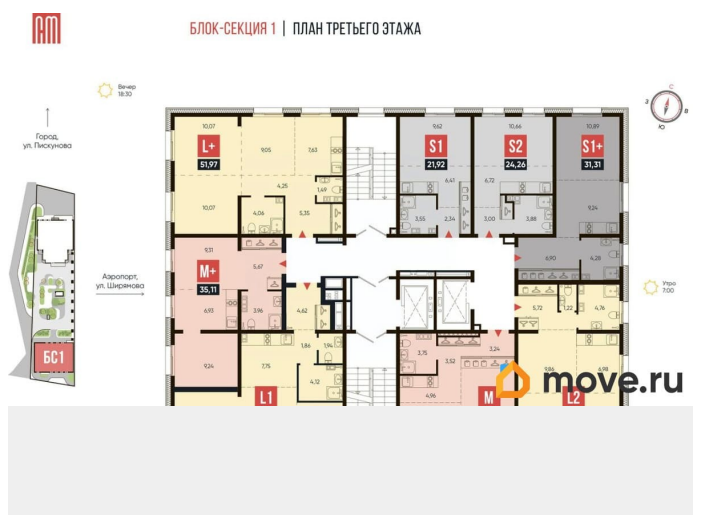 АМ
БЛОК-СЕКЦИЯ 1 | ПЛАН ТРЕТЬЕГО ЭТАЖА
Вечер
18:30
С
З
В
Ю
Город,
ул. Пискунова
Аэропорт,
ул. Ширямова
Утро
7:00
БС1
10,07
9,05
7,63
L+
51,97
4,25
1,49
10,07
4,06
5,35
9,62
S1
21,92
6,41
3,55
2,34
10,66
S2
24,26
6,72
3,00
3,88
10,89
S1+
31,31
9,24
6,90
4,28
9,31
M+
35,11
5,67
6,93
3,96
4,62
9,24
7,75
1,86
1,94
4,12
L1
3,75
3,52
3,24
4,96
M
5,72
1,22
4,76
9,86
6,98
L2
move.ru